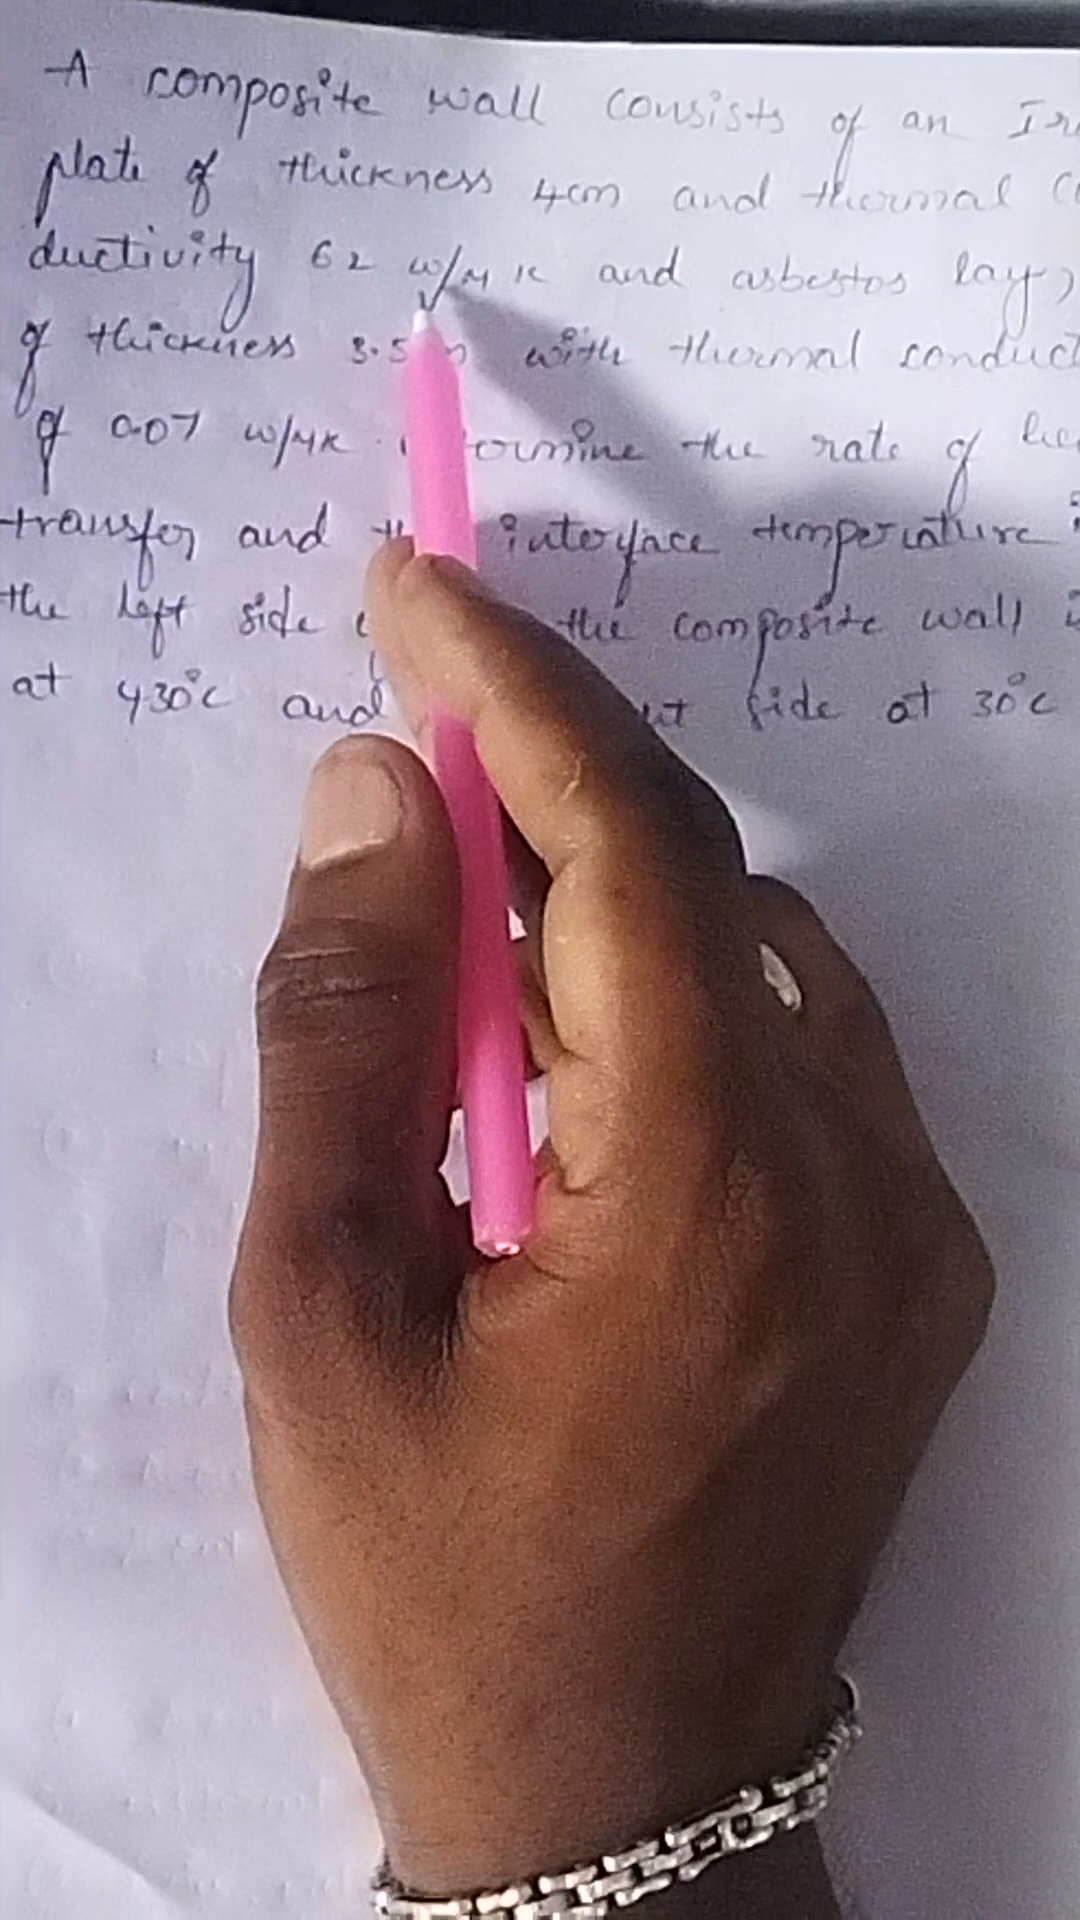 A composite wall consists of an
plate of thickness 4cm and thermal
ductivity 62 W/MK and asbestos
of thickness with thermal
of 0.07 W/MK the rate of
transfer and interface temperature
the left side the composite wall
at 430°C and side at 30°C